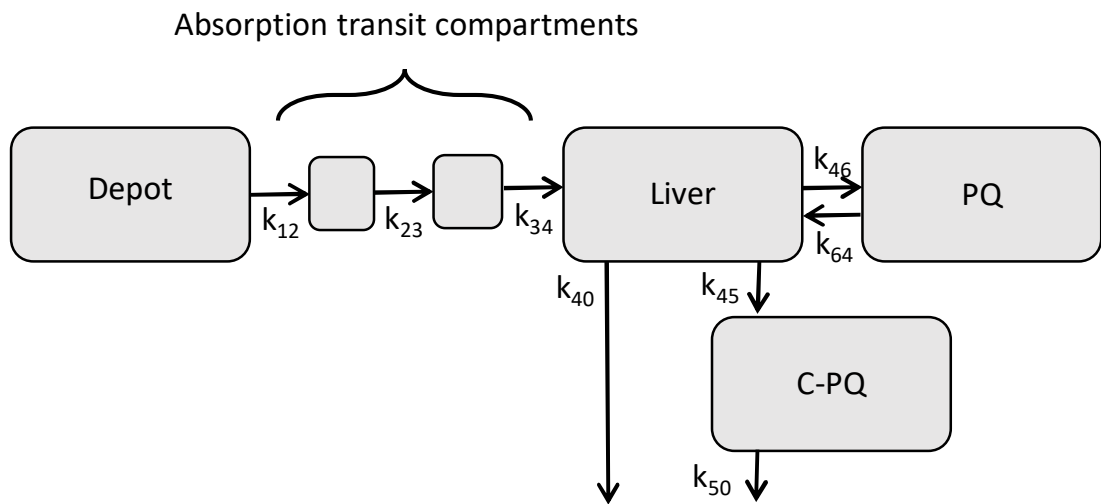 Absorption transit compartments
Depot
k12
k23
k34
Liver
k46
k64
PQ
k40
k45
C-PQ
k50